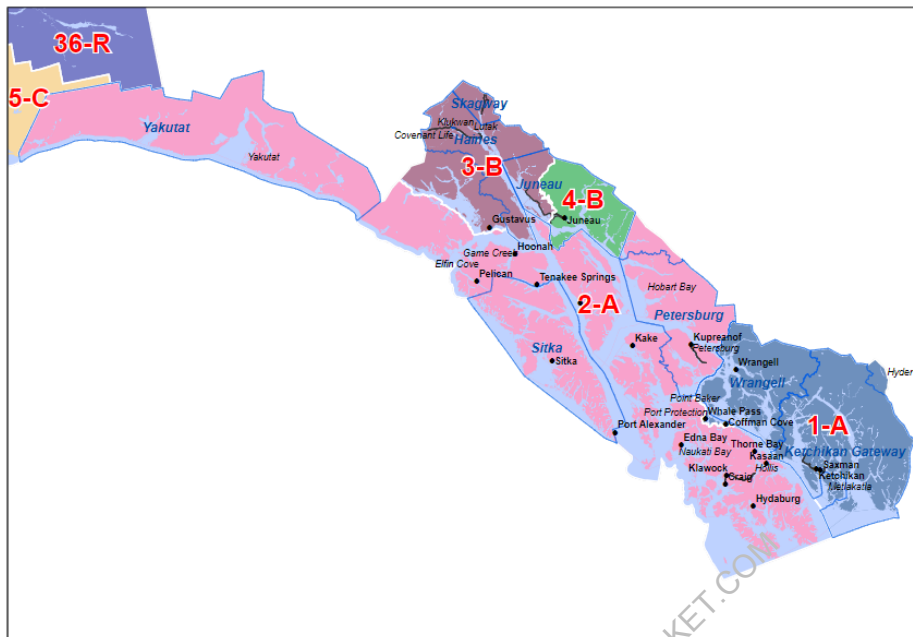 36-R
5-C
Yakutat
Yakutat
Skagway
Klukwan
Lutak
Covenant Life
Haines
3-B
Juneau
4-B
Juneau
Gustavus
Hoonah
Game Creek
Elfin Cove
Pelican
Tenakee Springs
Hobart Bay
2-A
Petersburg
Sitka
Kake
Kupreanof
Petersburg
Sitka
Wrangell
Hyder
Wrangell
Point Baker
Port Protection
Whale Pass
Coffman Cove
1-A
Port Alexander
Edna Bay
Naukati Bay
Thorne Bay
Kasaan
Ketchikan Gateway
Hollis
Klawock
Craig
Saxman
Ketchikan
Metlakatla
Hydaburg
KET.COM